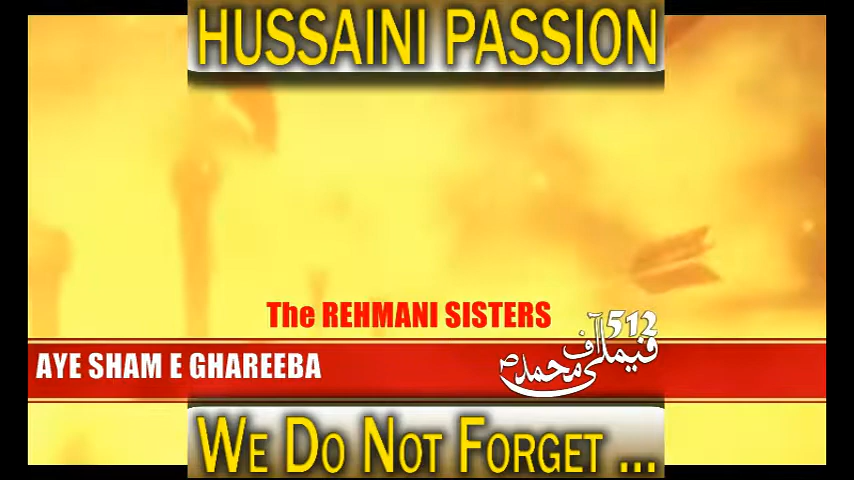 HUSSAINI PASSION
The REHMANI SISTERS
AYE SHAM E GHAREEBA
512
فیملی آف محمدؐ
WE DO NOT FORGET ...